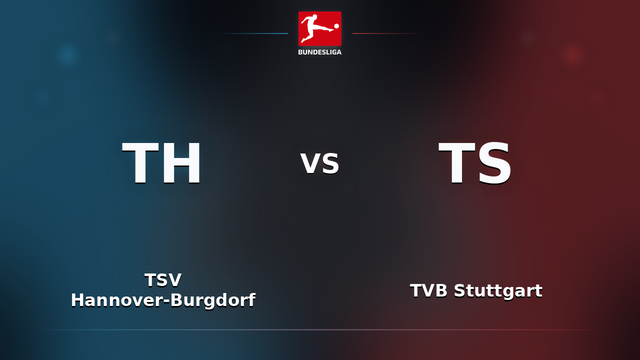 BUNDESLIGA
TH
VS
TS
TSV
Hannover-Burgdorf
TVB Stuttgart